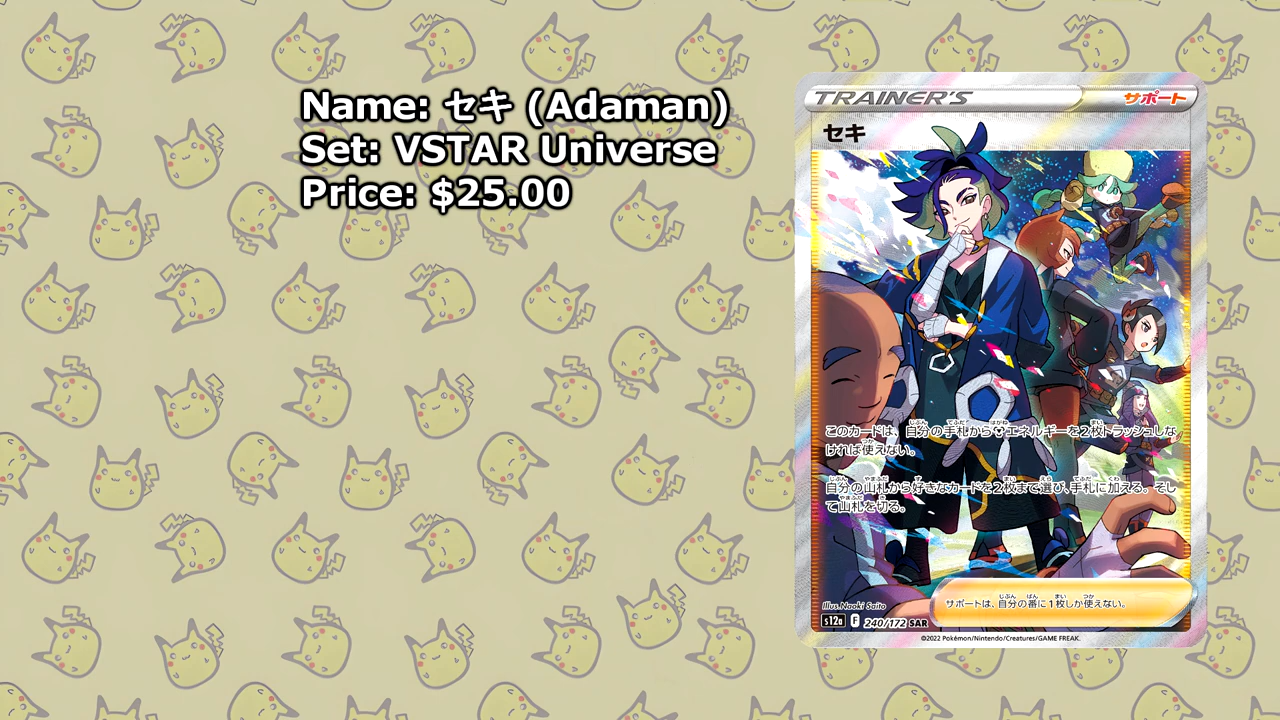 Name: セキ (Adaman)
Set: VSTAR Universe
Price: $25.00
TRAINER'S
サポート
セキ
このカードは、自分の手札からエネルギーを2枚トラッシュしな
ければ使えない。
自分の山札から好きなカードを2枚まで選び、手札に加える。そし
て山札を切る。
サポートは、自分の番に1枚しか使えない。
illus. Naoki Saito
s12a F 240/172 SAR
©2022 Pokémon/Nintendo/Creatures/GAME FREAK.